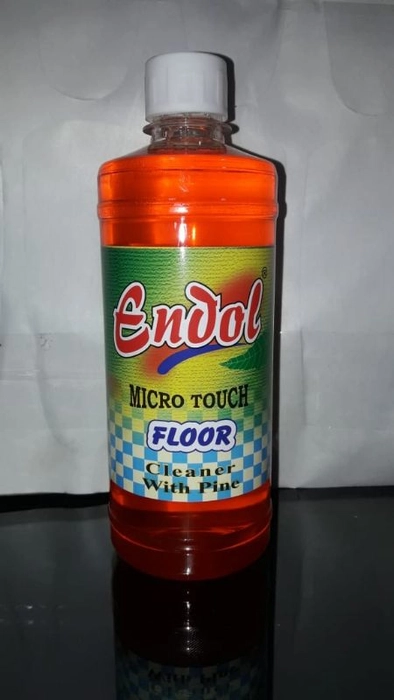 Endol®
MICRO TOUCH
FLOOR
Cleaner
With Pine